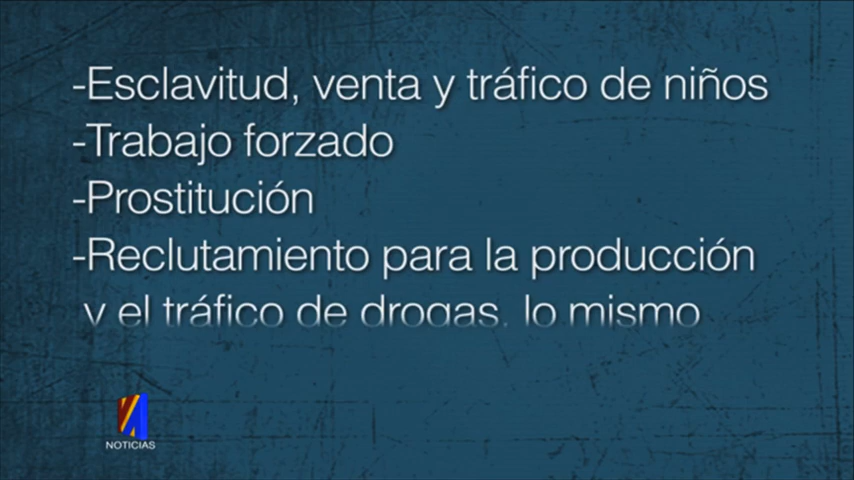 -Esclavitud, venta y tráfico de niños
-Trabajo forzado
-Prostitución
-Reclutamiento para la producción
y el tráfico de drogas, lo mismo
NOTICIAS